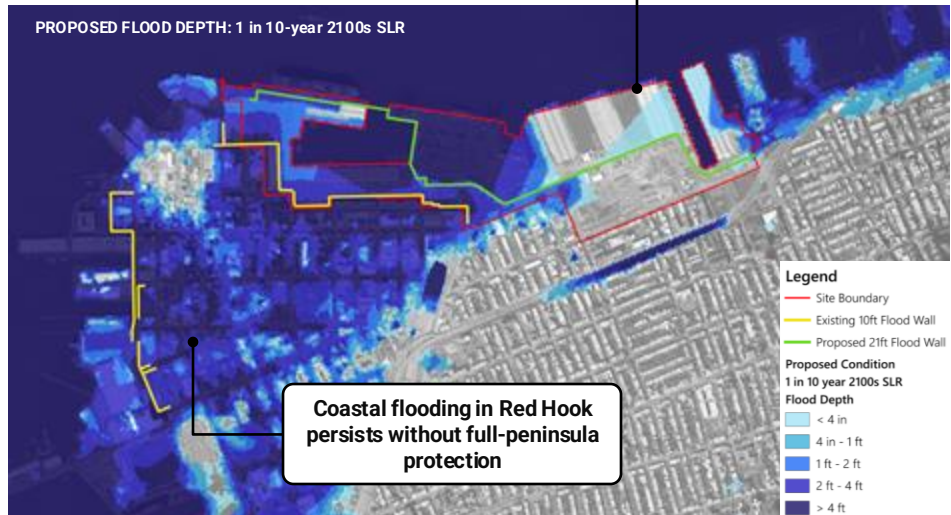 PROPOSED FLOOD DEPTH: 1 in 10-year 2100s SLR
Coastal flooding in Red Hook
persists without full-peninsula
protection
Legend
Site Boundary
Existing 10ft Flood Wall
Proposed 21ft Flood Wall
Proposed Condition
1 in 10 year 2100s SLR
Flood Depth
< 4 in
4 in - 1 ft
1 ft - 2 ft
2 ft - 4 ft
> 4 ft